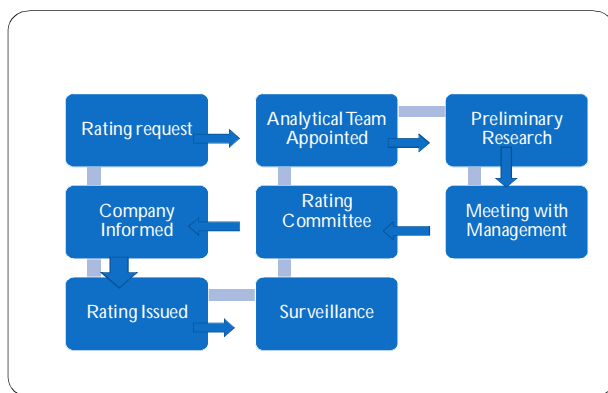 Rating request
Analytical Team
Appointed
Preliminary
Research
Company
Informed
Rating
Committee
Meeting with
Management
Rating Issued
Surveillance